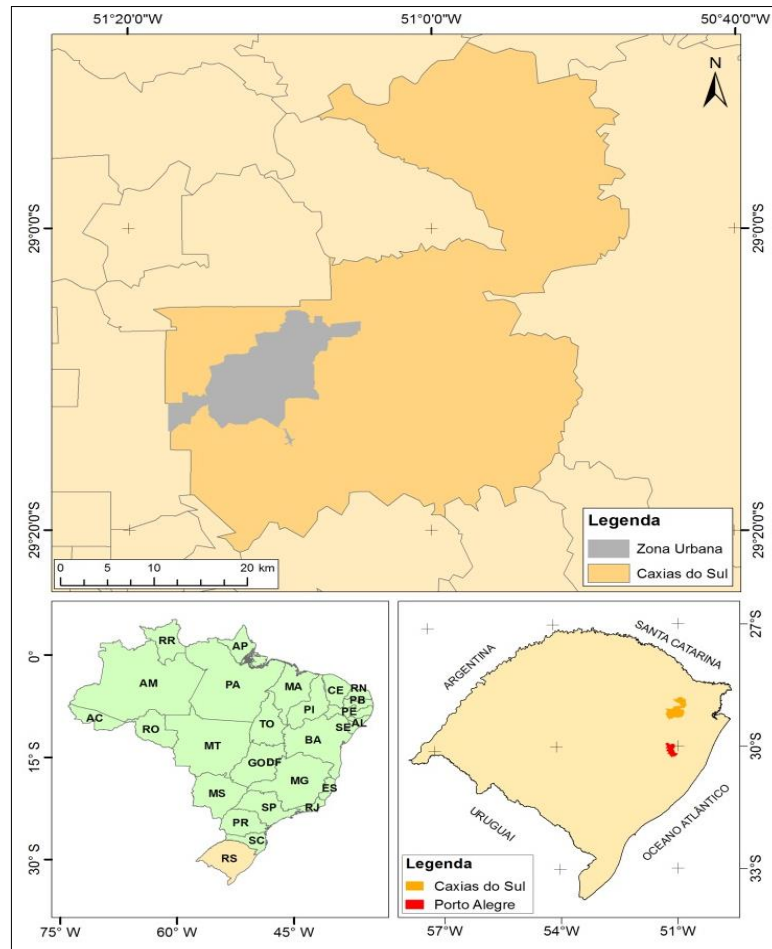 51°20'0"W 51°0'0"W 50°40'0"W
N
29°0'0"S 29°0'0"S
29°20'0"S 29°20'0"S
Legenda
Zona Urbana
Caxias do Sul
0 5 10 20 km
RR AP
0°
AM PA MA CE RN
PB
PI PE
AC RO TO SE AL
MT BA
15°S
GO DF
MG
MS ES
SP RJ
PR
SC
30°S
RS
75° W 60°W 45°W
27°S
SANTA CATARINA
ARGENTINA
30°S
URUGUAI
OCEANO ATLÂNTICO
33°S
Legenda
Caxias do Sul
Porto Alegre
57°W 54°W 51°W